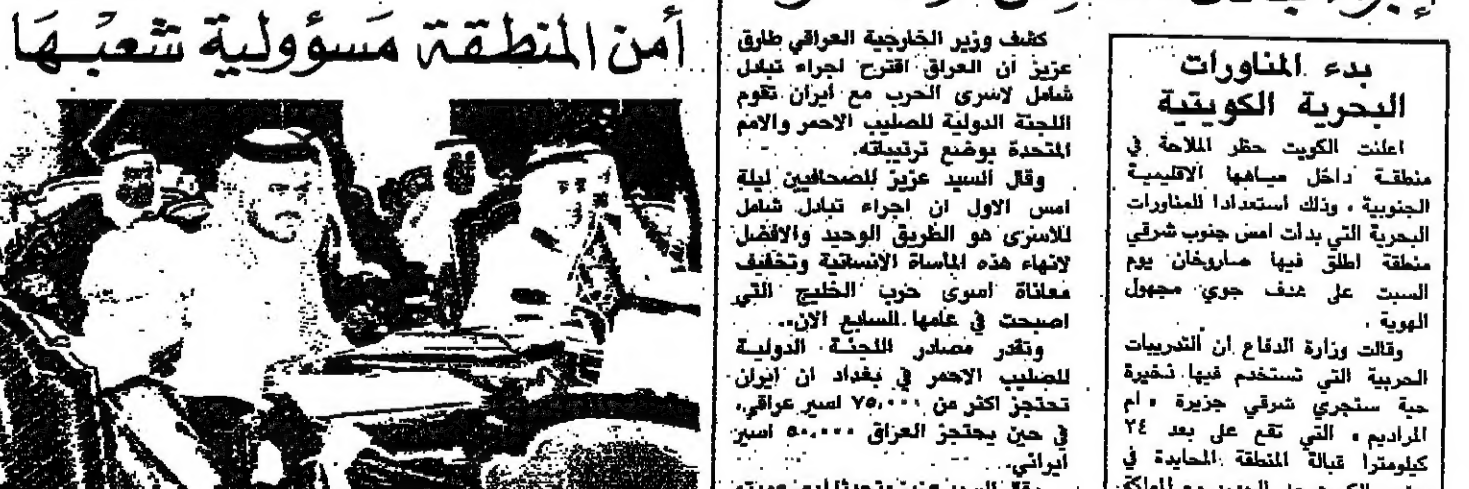 بدء المناورات
البحرية الكويتية
اعلنت الكويت حظر الملاحة في
منطقة داخل مياهها الاقليمية
الجنوبية ، وذلك استعدادا للمناورات
البحرية التي بدأت امس جنوب شرقي
منطقة اطلق فيها صاروخان يوم
السبت على هدف جوي مجهول
الهوية .
وقالت وزارة الدفاع ان التدريبات
الحربية التي تستخدم فيها ذخيرة
حية ستجري شرقي جزيرة « ام
المراديم » التي تقع على بعد ٢٤
كيلومترا قبالة المنطقة المحايدة في
كشف وزير الخارجية العراقي طارق
عزيز ان العراق اقترح اجراء تبادل
شامل لاسرى الحرب مع ايران تقوم
اللجنة الدولية للصليب الاحمر والامم
المتحدة بوضع ترتيباته.
وقال السيد عزيز للصحافيين ليلة
امس الاول ان اجراء تبادل شامل
للاسرى هو الطريق الوحيد والافضل
لانهاء هذه المأساة الانسانية وتخفيف
معاناة اسرى حرب الخليج التي
اصبحت في عامها السابع الان..
وتقدر مصادر اللجنة الدولية
للصليب الاحمر في بغداد ان ايران
تحتجز اكثر من ٧٥,٠٠٠ اسير عراقي،
في حين يحتجز العراق ٥٠,٠٠٠ اسير
ايراني.
أمن المنطقة مسؤولية شعبها